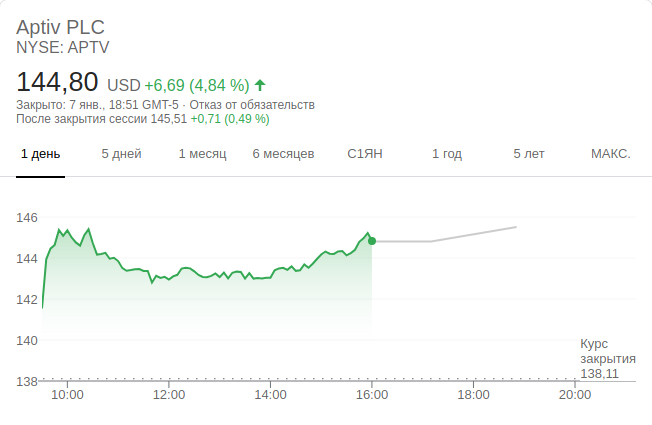 Aptiv PLC
NYSE: APTV
144,80 USD +6,69 (4,84 %)
Закрыто: 7 янв., 18:51 GMT-5 · Отказ от обязательств
После закрытия сессии 145,51 +0,71 (0,49 %)
1 день 5 дней 1 месяц 6 месяцев С1ЯН 1 год 5 лет МАКС.
146
144
142
140
Курс
закрытия
138,11
138
10:00 12:00 14:00 16:00 18:00 20:00